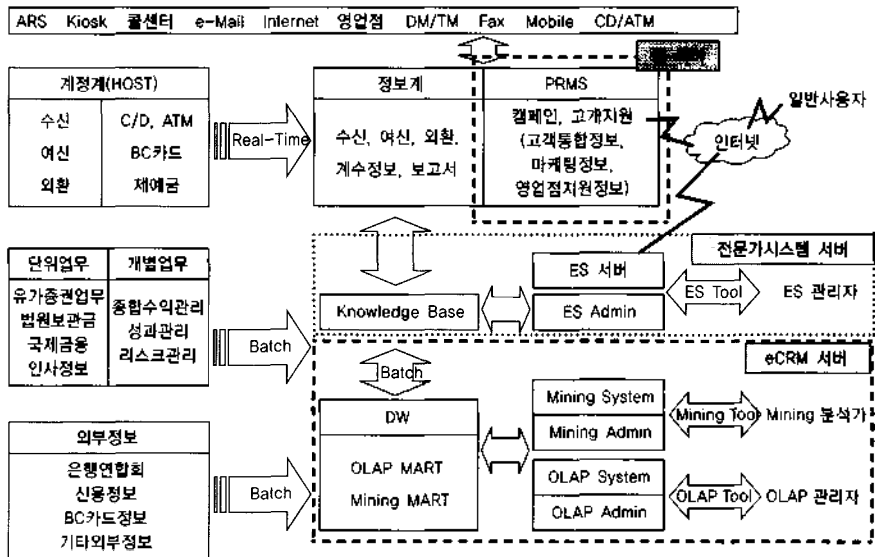 ARS Kiosk 콜센터 e-Mail Internet 영업점 DM/TM Fax Mobile CD/ATM
계정계(HOST)
수신 C/D, ATM
여신 BC카드
외환 재예금
Real-Time
정보계
수신, 여신, 외환,
계수정보, 보고서
PRMS
캠페인, 고개지원
(고객통합정보,
마케팅정보,
영업점지원정보)
인터넷
일반사용자
단위업무 개별업무
유가증권업무
법원보관금
국제금융
인사정보
종합수익관리
성과관리
리스크관리
Batch
Knowledge Base
ES 서버
ES Admin
전문가시스템 서버
ES Tool
ES 관리자
eCRM 서버
Batch
외부정보
은행연합회
신용정보
BC카드정보
기타외부정보
Batch
DW
OLAP MART
Mining MART
Mining System
Mining Admin
Mining Tool
Mining 분석가
OLAP System
OLAP Admin
OLAP Tool
OLAP 관리자